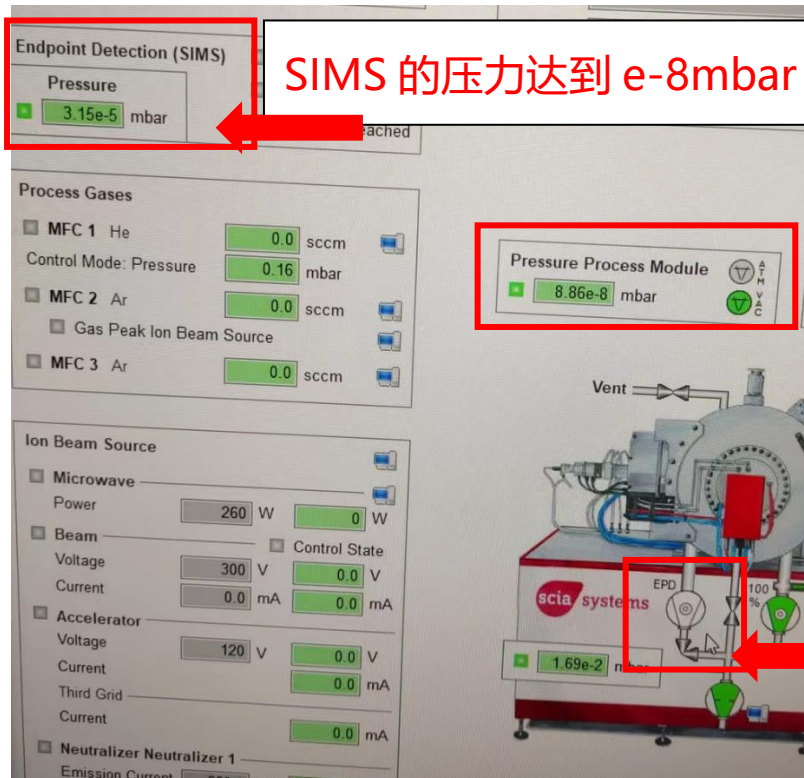 Endpoint Detection (SIMS)
Pressure
3.15e-5 mbar
SIMS 的压力达到 e-8mbar
eached
Process Gases
MFC 1 He 0.0 sccm
Control Mode: Pressure 0.16 mbar
MFC 2 Ar 0.0 sccm
Gas Peak Ion Beam Source
MFC 3 Ar 0.0 sccm
Pressure Process Module
8.86e-8 mbar
ATM
VAC
Vent
Ion Beam Source
Microwave
Power 260 W 0 W
Beam Control State
Voltage 300 V 0.0 V
Current 0.0 mA 0.0 mA
Accelerator
Voltage 120 V 0.0 V
Current 0.0 mA
Third Grid
Current 0.0 mA
Neutralizer Neutralizer 1
Emission Current
scia systems
EPD
100 %
1.69e-2 mbar